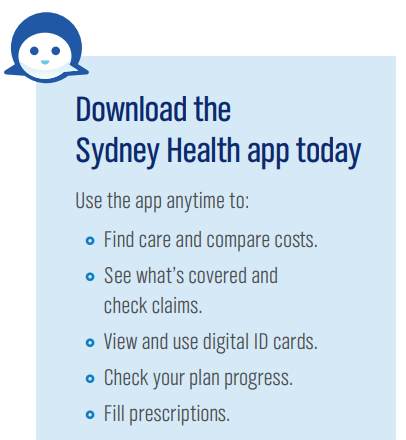 Download the
Sydney Health app today
Use the app anytime to:
Find care and compare costs.
See what's covered and
check claims.
View and use digital ID cards.
Check your plan progress.
Fill prescriptions.